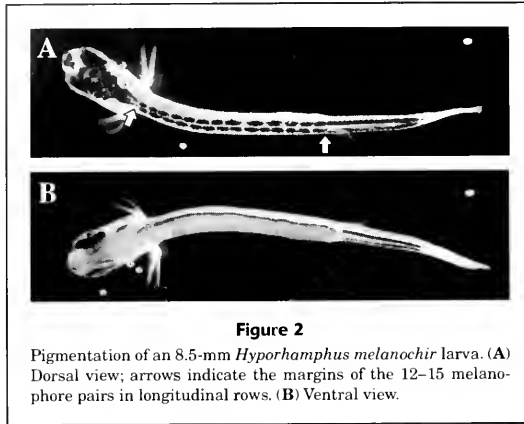 A
B
Figure 2
Pigmentation of an 8.5-mm Hyporhamphus melanochir larva. (A)
Dorsal view; arrows indicate the margins of the 12–15 melano-
phore pairs in longitudinal rows. (B) Ventral view.